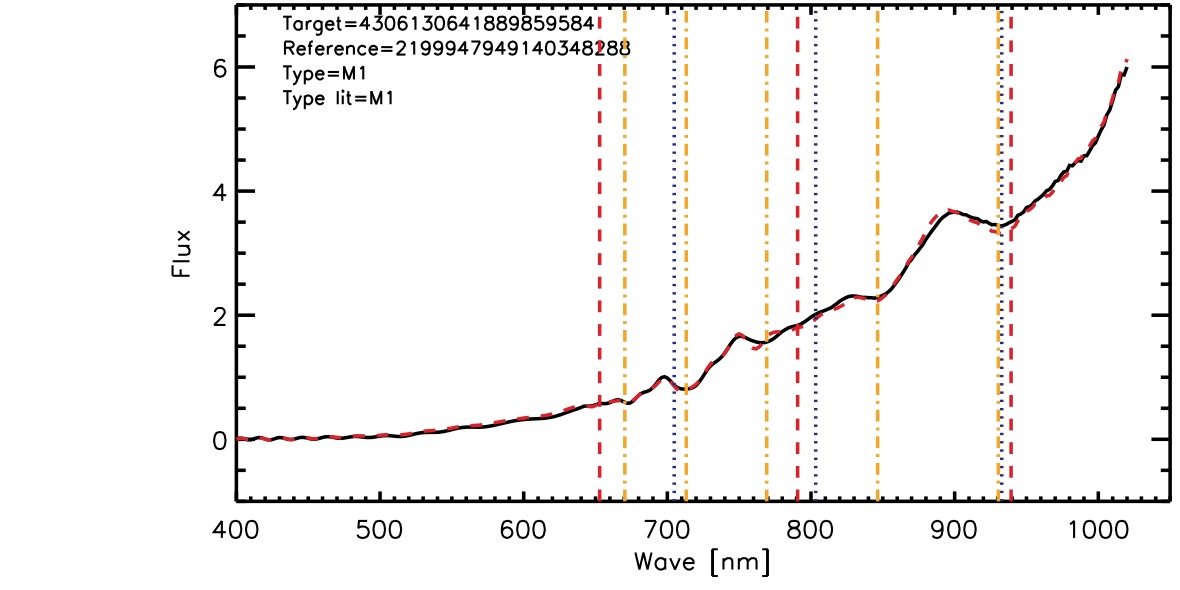 Target=4306130641889859584
Reference=2199947949140348288
Type=M1
Type lit=M1
6
4
2
0
Flux
400 500 600 700 800 900 1000
Wave [nm]